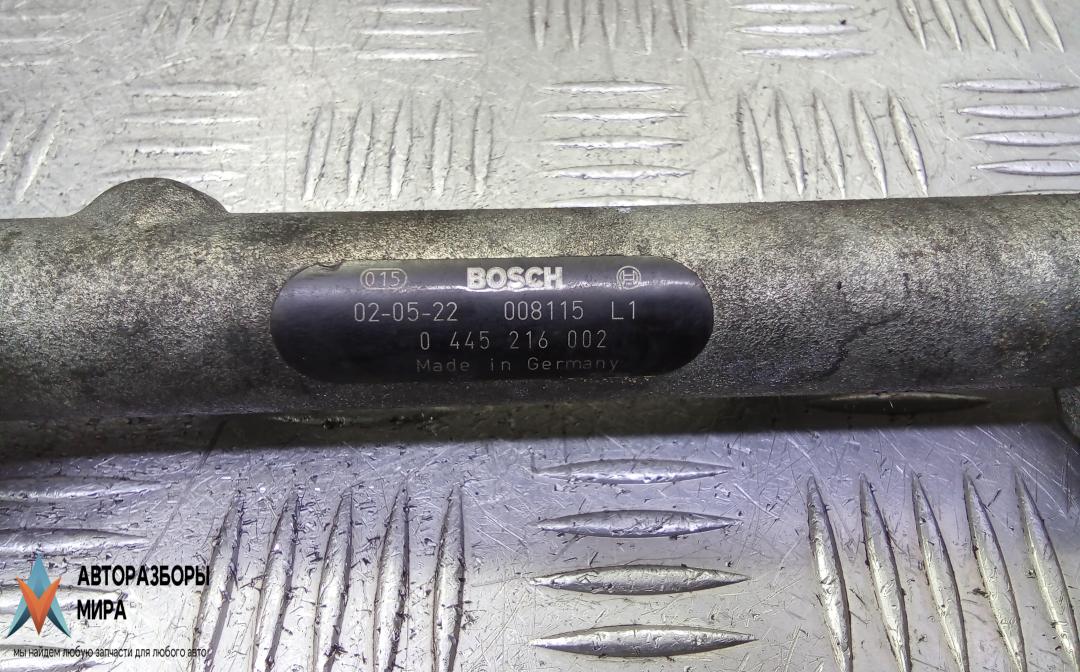 015 BOSCH
02-05-22 008115 L1
0 445 216 002
Made in Germany
АВТОРАЗБОРЫ
МИРА
мы найдем любую запчасти для любого авто